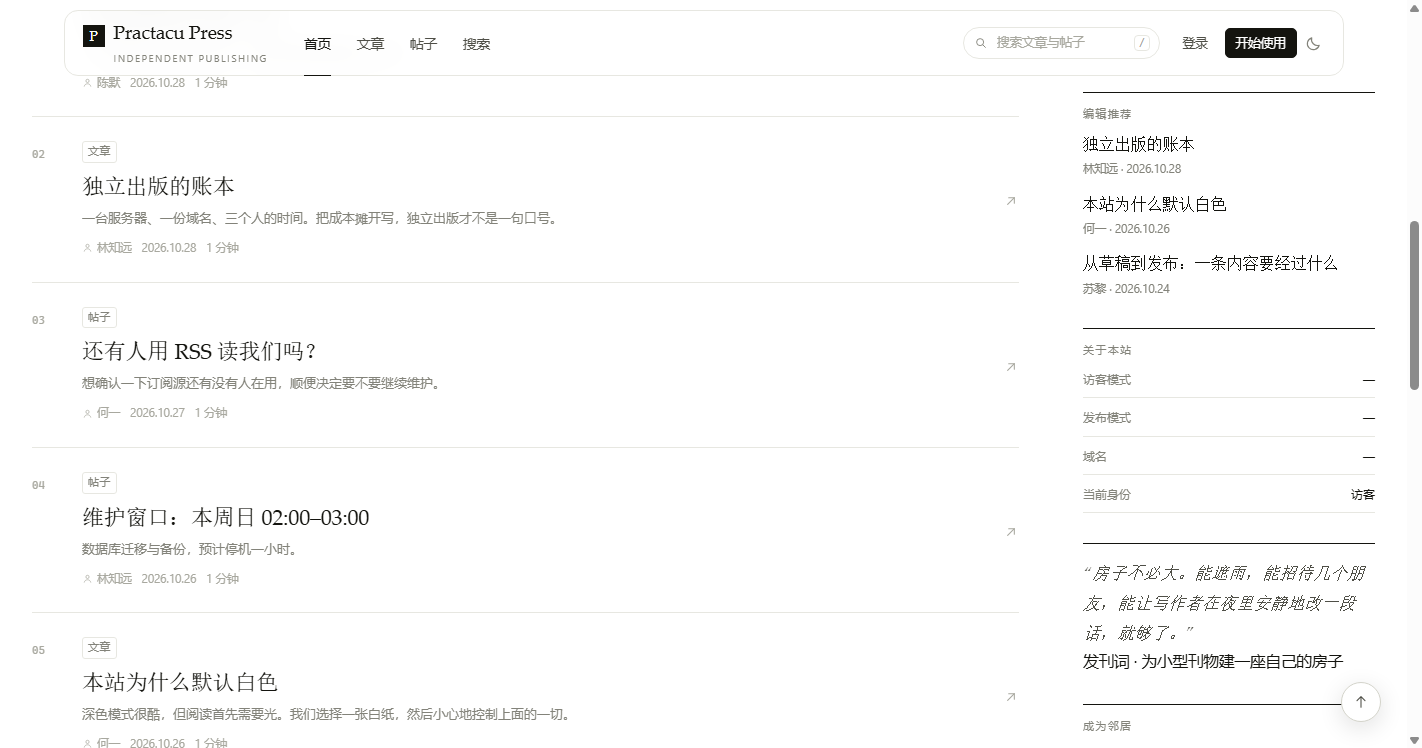 P
Practacu Press
INDEPENDENT PUBLISHING
首页
文章
帖子
搜索
搜索文章与帖子
/
登录
开始使用
陈默 2026.10.28 1 分钟
02
文章
独立出版的账本
一台服务器、一份域名、三个人的时间。把成本摊开写，独立出版才不是一句口号。
林知远 2026.10.28 1 分钟
03
帖子
还有人用 RSS 读我们吗？
想确认一下订阅源还有没有人在用，顺便决定要不要继续维护。
何一 2026.10.27 1 分钟
04
帖子
维护窗口：本周日 02:00–03:00
数据库迁移与备份，预计停机一小时。
林知远 2026.10.26 1 分钟
05
文章
本站为什么默认白色
深色模式很酷，但阅读首先需要光。我们选择一张白纸，然后小心地控制上面的一切。
何一 2026.10.26 1 分钟
编辑推荐
独立出版的账本
林知远 · 2026.10.28
本站为什么默认白色
何一 · 2026.10.26
从草稿到发布：一条内容要经过什么
苏黎 · 2026.10.24
关于本站
访客模式 —
发布模式 —
域名 —
当前身份 访客
“房子不必大。能遮雨，能招待几个朋
友，能让写作者在夜里安静地改一段
话，就够了。”
发刊词 · 为小型刊物建一座自己的房子
成为邻居